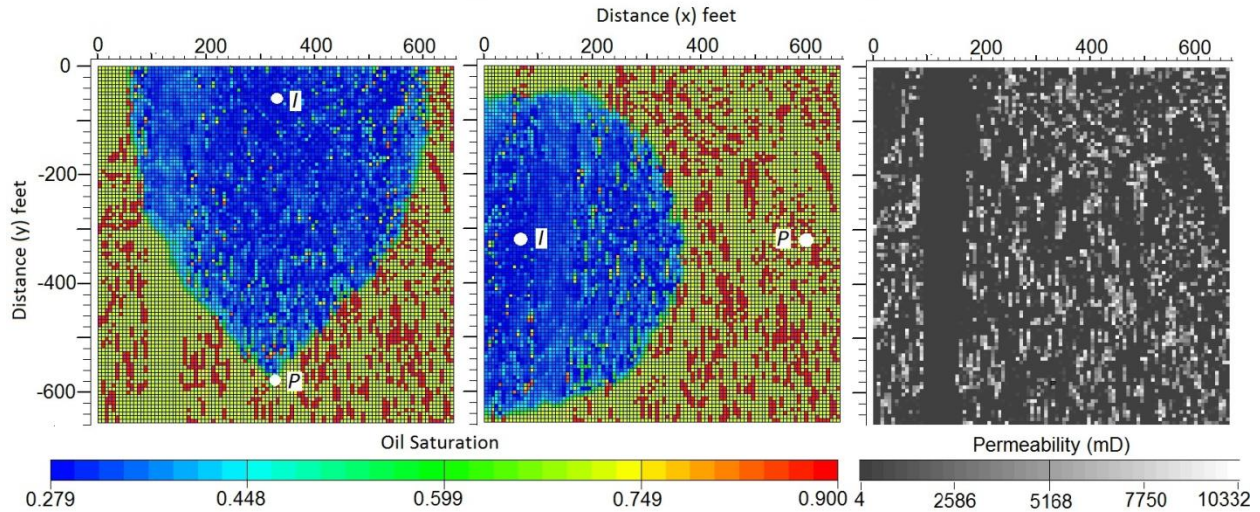 Distance (x) feet
0 200 400 600 0 200 400 600 0 200 400 600
Distance (y) feet
0
-200
-400
-600
I
P
I
P
Oil Saturation
0.279 0.448 0.599 0.749 0.900
Permeability (mD)
4 2586 5168 7750 10332